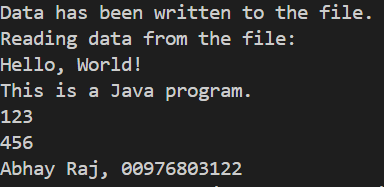 Data has been written to the file.
Reading data from the file:
Hello, World!
This is a Java program.
123
456
Abhay Raj, 00976803122